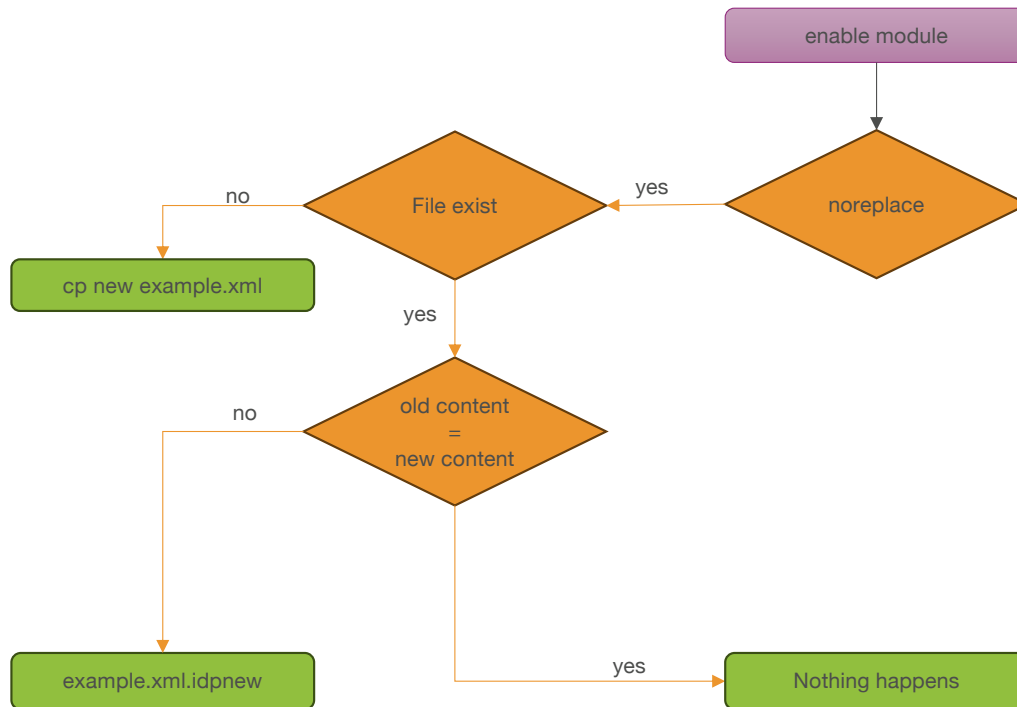 enable module
noreplace
yes
File exist
no
cp new example.xml
yes
old content
=
new content
no
example.xml.idpnew
yes
Nothing happens